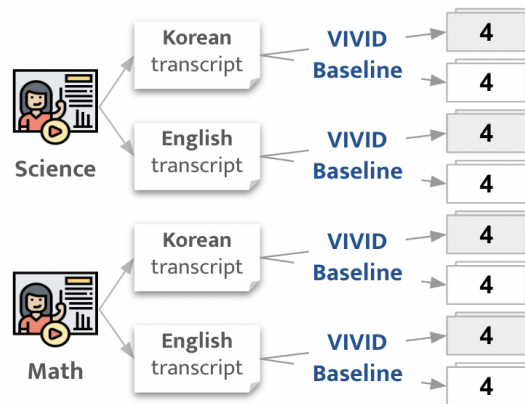 Korean
transcript
VIVID
Baseline
4
4
English
transcript
VIVID
Baseline
4
4
Science
Korean
transcript
VIVID
Baseline
4
4
English
transcript
VIVID
Baseline
4
4
Math